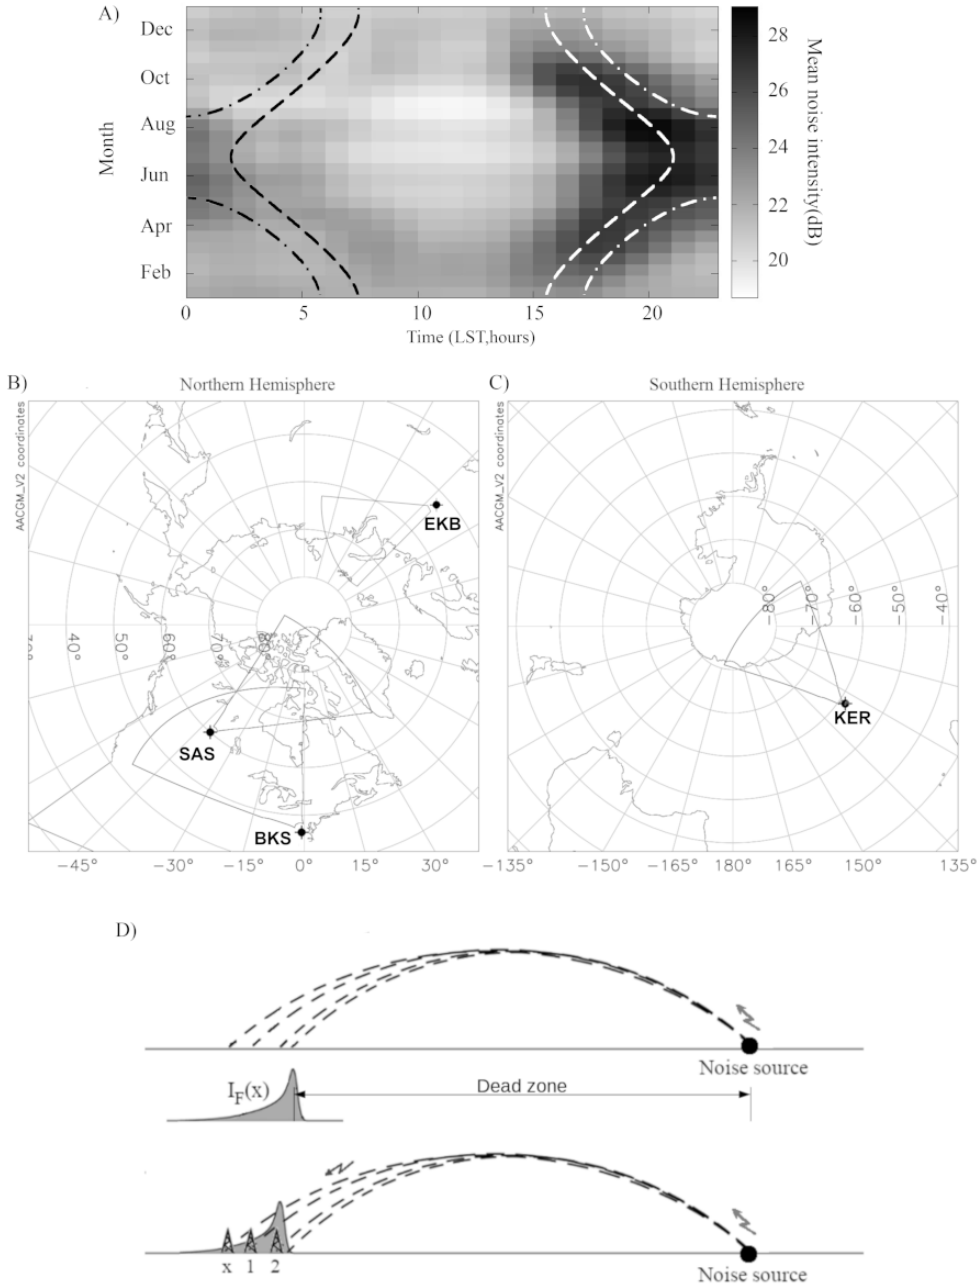 A)
Dec
Oct
Aug
Jun
Apr
Feb
Month
0 5 10 15 20
Time (LST,hours)
28
26
24
22
20
Mean noise intensity(dB)
B) Northern Hemisphere
AACGM_V2 coordinates
EKB
40° 50° 60° 70° 80°
SAS
BKS
−45° −30° −15° 0° 15° 30°
C) Southern Hemisphere
AACGM_V2 coordinates
−80° −70° −60° −50° −40°
KER
−135° −150° −165° 180° 165° 150° 135°
D)
Noise source
I_F(x)
Dead zone
x 1 2
Noise source